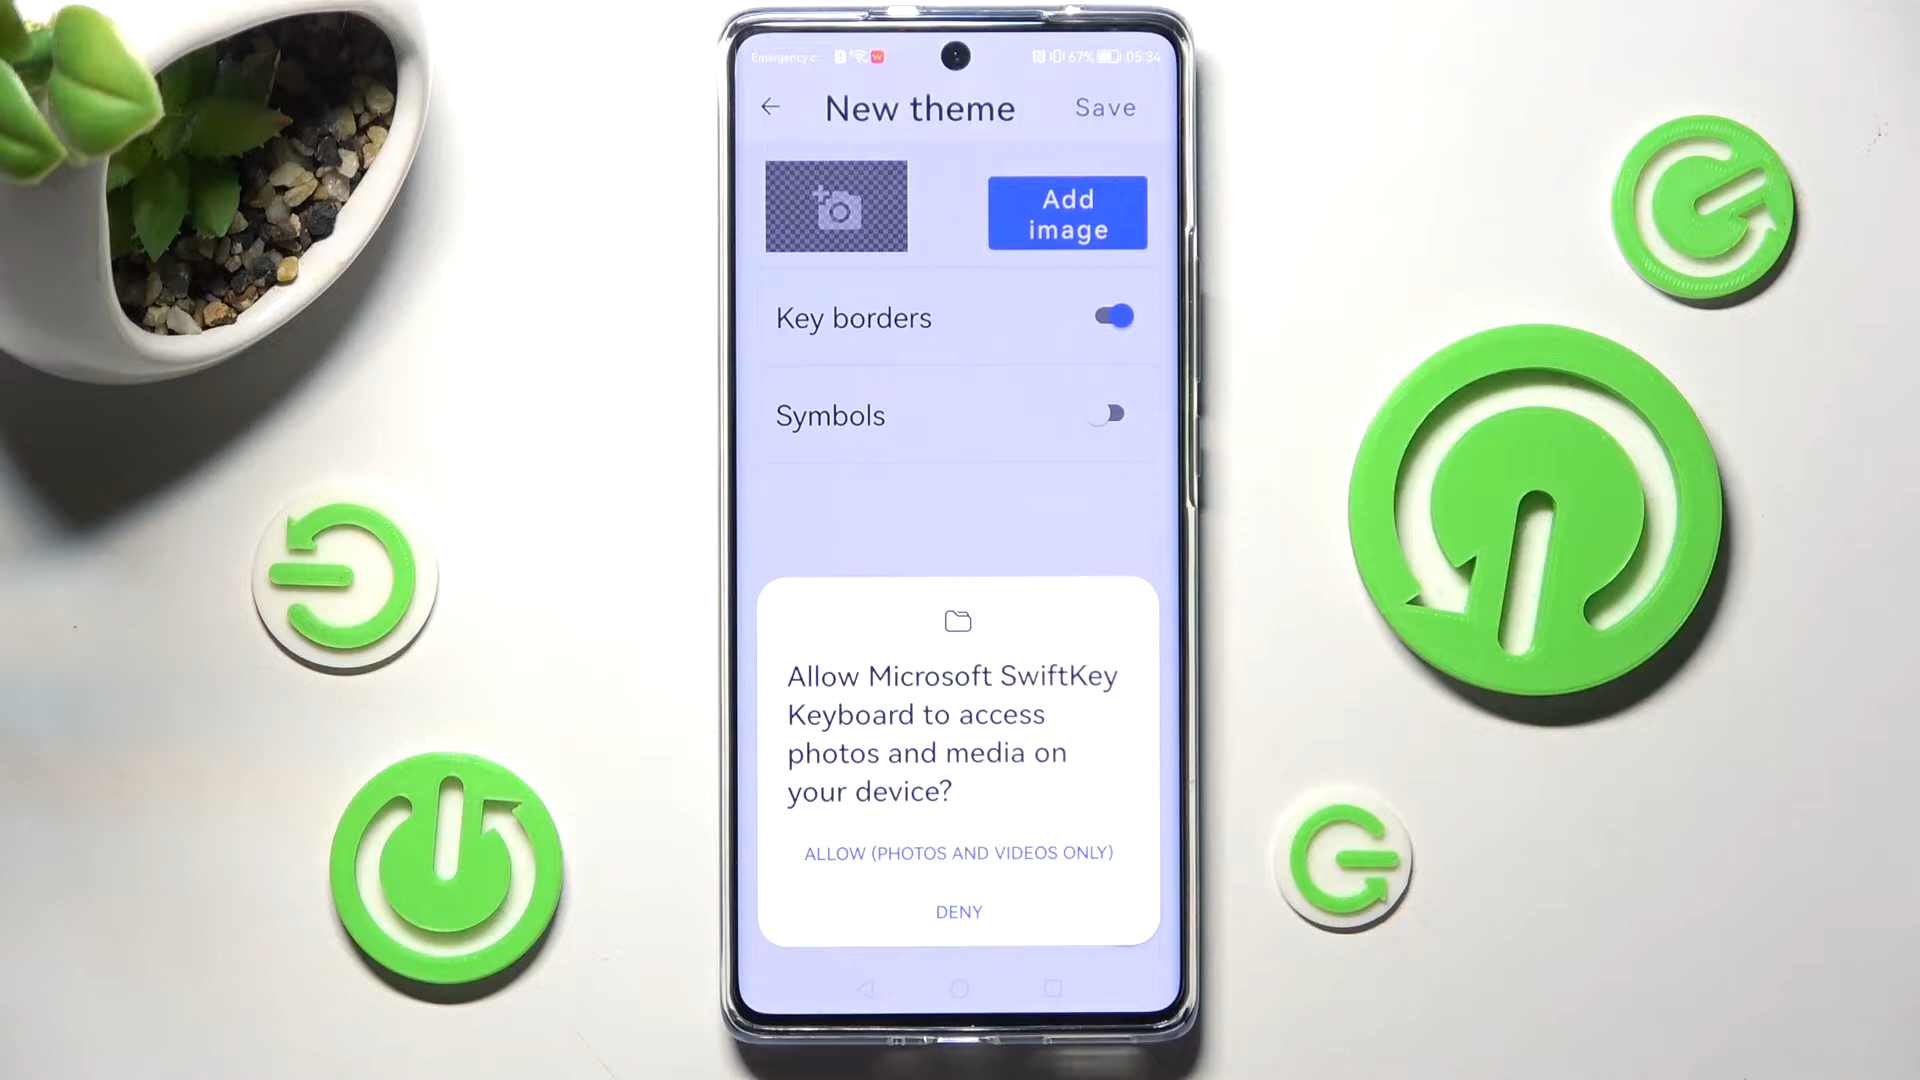 Emergency c... 67% 05:34
New theme Save
Add
image
Key borders
Symbols
Allow Microsoft SwiftKey
Keyboard to access
photos and media on
your device?
ALLOW (PHOTOS AND VIDEOS ONLY)
DENY